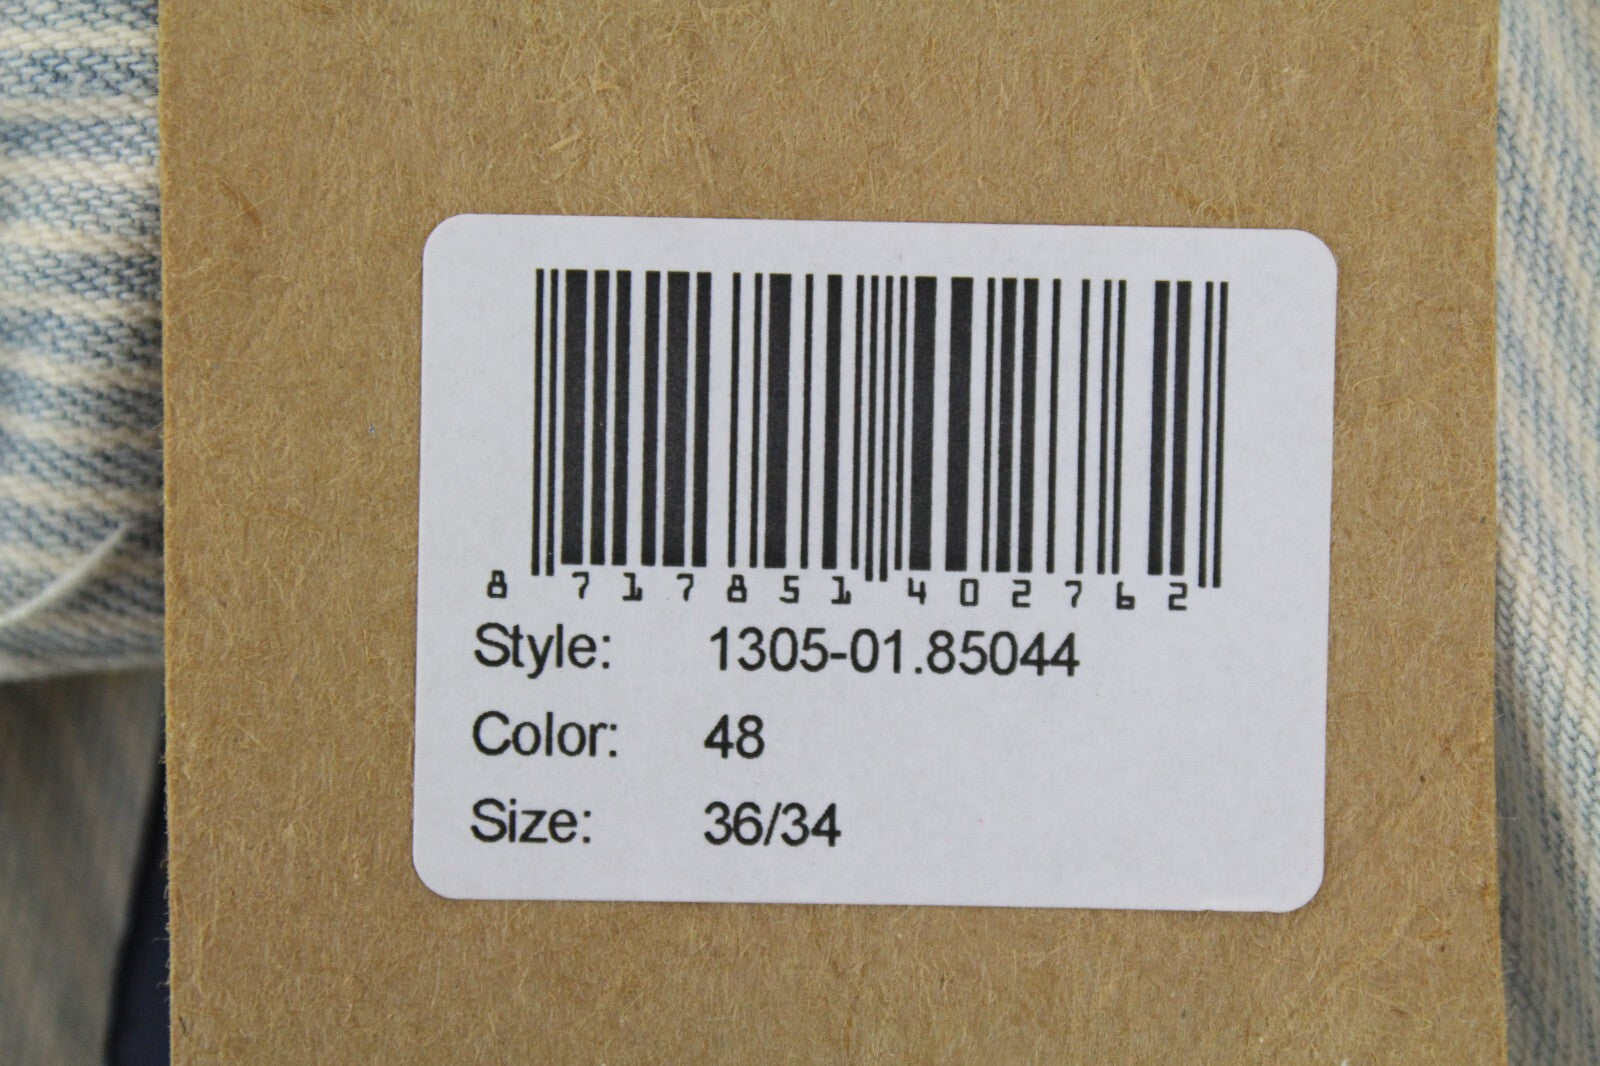 8 717851 402762
Style: 1305-01.85044
Color: 48
Size: 36/34